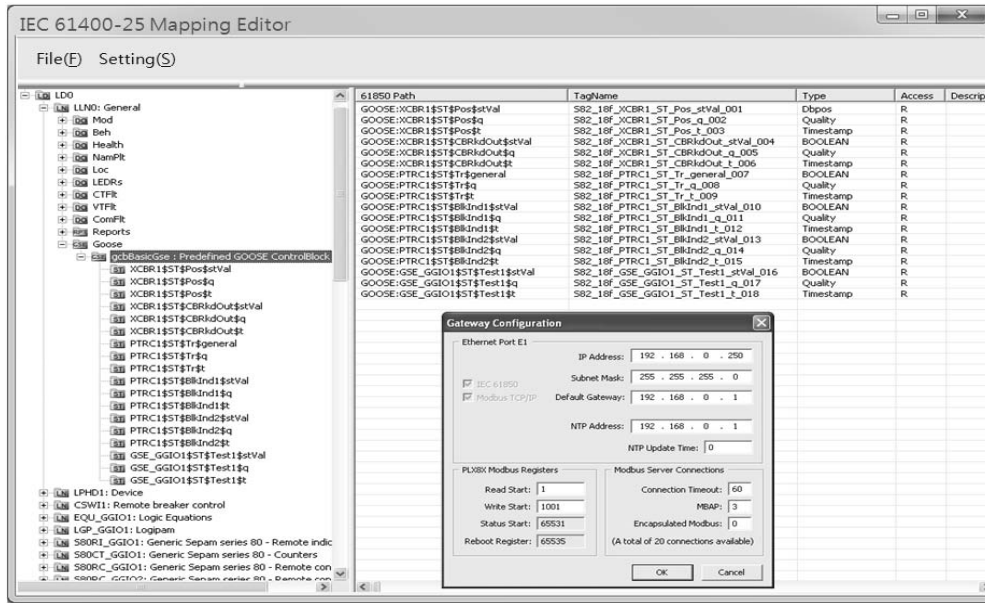 IEC 61400-25 Mapping Editor
File(F) Setting(S)
LD0
LLN0: General
Mod
Beh
Health
NamPlt
Loc
LEDRs
CTFlt
VTFlt
ComFlt
Reports
Goose
gcbBasicGse : Predefined GOOSE ControlBlock
XCBR1$ST$Pos$stVal
XCBR1$ST$Pos$q
XCBR1$ST$Pos$t
XCBR1$ST$CBRkdOut$stVal
XCBR1$ST$CBRkdOut$q
XCBR1$ST$CBRkdOut$t
PTRC1$ST$Tr$general
PTRC1$ST$Tr$q
PTRC1$ST$Tr$t
PTRC1$ST$BlkInd1$stVal
PTRC1$ST$BlkInd1$q
PTRC1$ST$BlkInd1$t
PTRC1$ST$BlkInd2$stVal
PTRC1$ST$BlkInd2$q
PTRC1$ST$BlkInd2$t
GSE_GGIO1$ST$Test1$stVal
GSE_GGIO1$ST$Test1$q
GSE_GGIO1$ST$Test1$t
LPHD1: Device
CSWI1: Remote breaker control
EQU_GGIO1: Logic Equations
LGP_GGIO1: Logipam
S80RI_GGIO1: Generic Sepam series 80 - Remote indic
S80CT_GGIO1: Generic Sepam series 80 - Counters
S80RC_GGIO1: Generic Sepam series 80 - Remote con
S80RC_GGIO2: Generic Sepam series 80 - Remote con
61850 Path TagName Type Access Descrip
GOOSE:XCBR1$ST$Pos$stVal S82_18f_XCBR1_ST_Pos_stVal_001 Dbpos R
GOOSE:XCBR1$ST$Pos$q S82_18f_XCBR1_ST_Pos_q_002 Quality R
GOOSE:XCBR1$ST$Pos$t S82_18f_XCBR1_ST_Pos_t_003 Timestamp R
GOOSE:XCBR1$ST$CBRkdOut$stVal S82_18f_XCBR1_ST_CBRkdOut_stVal_004 BOOLEAN R
GOOSE:XCBR1$ST$CBRkdOut$q S82_18f_XCBR1_ST_CBRkdOut_q_005 Quality R
GOOSE:XCBR1$ST$CBRkdOut$t S82_18f_XCBR1_ST_CBRkdOut_t_006 Timestamp R
GOOSE:PTRC1$ST$Tr$general S82_18f_PTRC1_ST_Tr_general_007 BOOLEAN R
GOOSE:PTRC1$ST$Tr$q S82_18f_PTRC1_ST_Tr_q_008 Quality R
GOOSE:PTRC1$ST$Tr$t S82_18f_PTRC1_ST_Tr_t_009 Timestamp R
GOOSE:PTRC1$ST$BlkInd1$stVal S82_18f_PTRC1_ST_BlkInd1_stVal_010 BOOLEAN R
GOOSE:PTRC1$ST$BlkInd1$q S82_18f_PTRC1_ST_BlkInd1_q_011 Quality R
GOOSE:PTRC1$ST$BlkInd1$t S82_18f_PTRC1_ST_BlkInd1_t_012 Timestamp R
GOOSE:PTRC1$ST$BlkInd2$stVal S82_18f_PTRC1_ST_BlkInd2_stVal_013 BOOLEAN R
GOOSE:PTRC1$ST$BlkInd2$q S82_18f_PTRC1_ST_BlkInd2_q_014 Quality R
GOOSE:PTRC1$ST$BlkInd2$t S82_18f_PTRC1_ST_BlkInd2_t_015 Timestamp R
GOOSE:GSE_GGIO1$ST$Test1$stVal S82_18f_GSE_GGIO1_ST_Test1_stVal_016 BOOLEAN R
GOOSE:GSE_GGIO1$ST$Test1$q S82_18f_GSE_GGIO1_ST_Test1_q_017 Quality R
GOOSE:GSE_GGIO1$ST$Test1$t S82_18f_GSE_GGIO1_ST_Test1_t_018 Timestamp R
Gateway Configuration
Ethernet Port E1
IP Address: 192 . 168 . 0 . 250
IEC 61850 Subnet Mask: 255 . 255 . 255 . 0
Modbus TCP/IP Default Gateway: 192 . 168 . 0 . 1
NTP Address: 192 . 168 . 0 . 1
NTP Update Time: 0
PLX8X Modbus Registers
Read Start: 1
Write Start: 1001
Status Start: 65531
Reboot Register: 65535
Modbus Server Connections
Connection Timeout: 60
MBAP: 3
Encapsulated Modbus: 0
(A total of 20 connections available)
OK Cancel